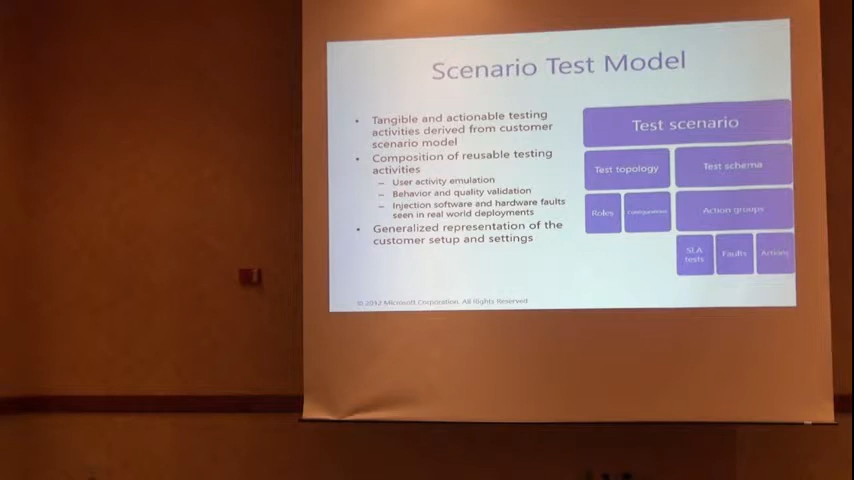 Scenario Test Model
• Tangible and actionable testing
activities derived from customer
scenario model
• Composition of reusable testing
activities
– User activity emulation
– Behavior and quality validation
– Injection software and hardware faults
seen in real world deployments
• Generalized representation of the
customer setup and settings
Test scenario
Test topology
Test schema
Roles
Configurations
Action groups
SLA
tests
Faults
Actions
© 2012 Microsoft Corporation. All Rights Reserved